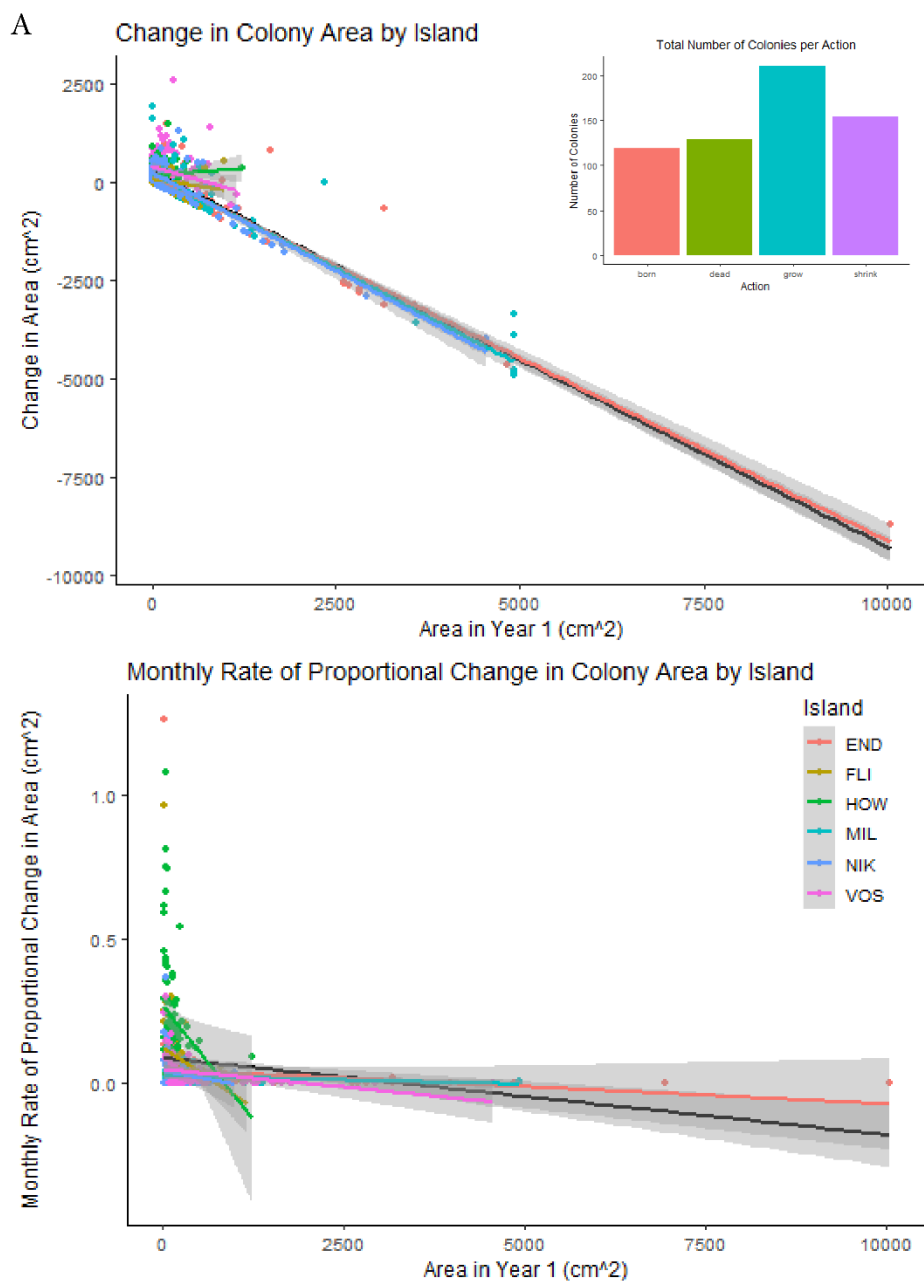 A
Change in Colony Area by Island
Change in Area (cm^2)
2500
0
-2500
-5000
-7500
-10000
0
2500
5000
7500
10000
Area in Year 1 (cm^2)
Total Number of Colonies per Action
Number of Colonies
200
150
100
50
0
born
dead
grow
shrink
Action
Monthly Rate of Proportional Change in Colony Area by Island
Monthly Rate of Proportional Change in Area (cm^2)
1.0
0.5
0.0
0
2500
5000
7500
10000
Area in Year 1 (cm^2)
Island
END
FLI
HOW
MIL
NIK
VOS